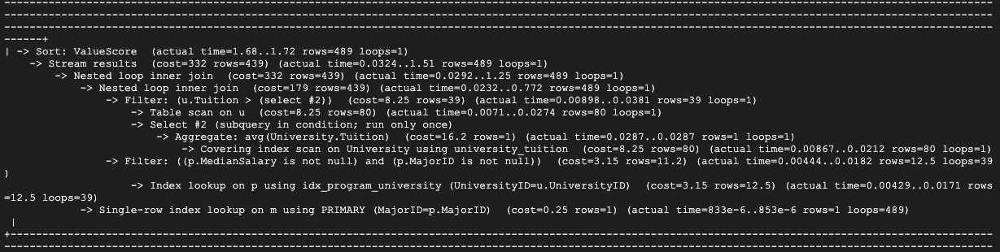 ------+
| -> Sort: ValueScore  (actual time=1.68..1.72 rows=489 loops=1)
    -> Stream results  (cost=332 rows=439) (actual time=0.0324..1.51 rows=489 loops=1)
        -> Nested loop inner join  (cost=332 rows=439) (actual time=0.0292..1.25 rows=489 loops=1)
            -> Nested loop inner join  (cost=179 rows=439) (actual time=0.0232..0.772 rows=489 loops=1)
                -> Filter: (u.Tuition > (select #2))  (cost=8.25 rows=39) (actual time=0.00898..0.0381 rows=39 loops=1)
                    -> Table scan on u  (cost=8.25 rows=80) (actual time=0.0071..0.0274 rows=80 loops=1)
                    -> Select #2 (subquery in condition; run only once)
                        -> Aggregate: avg(University.Tuition)  (cost=16.2 rows=1) (actual time=0.0287..0.0287 rows=1 loops=1)
                            -> Covering index scan on University using university_tuition  (cost=8.25 rows=80) (actual time=0.00867..0.0212 rows=80 loops=1)
                -> Filter: ((p.MedianSalary is not null) and (p.MajorID is not null))  (cost=3.15 rows=11.2) (actual time=0.00444..0.0182 rows=12.5 loops=39
)
                    -> Index lookup on p using idx_program_university (UniversityID=u.UniversityID)  (cost=3.15 rows=12.5) (actual time=0.00429..0.0171 rows
=12.5 loops=39)
            -> Single-row index lookup on m using PRIMARY (MajorID=p.MajorID)  (cost=0.25 rows=1) (actual time=833e-6..853e-6 rows=1 loops=489)
 |